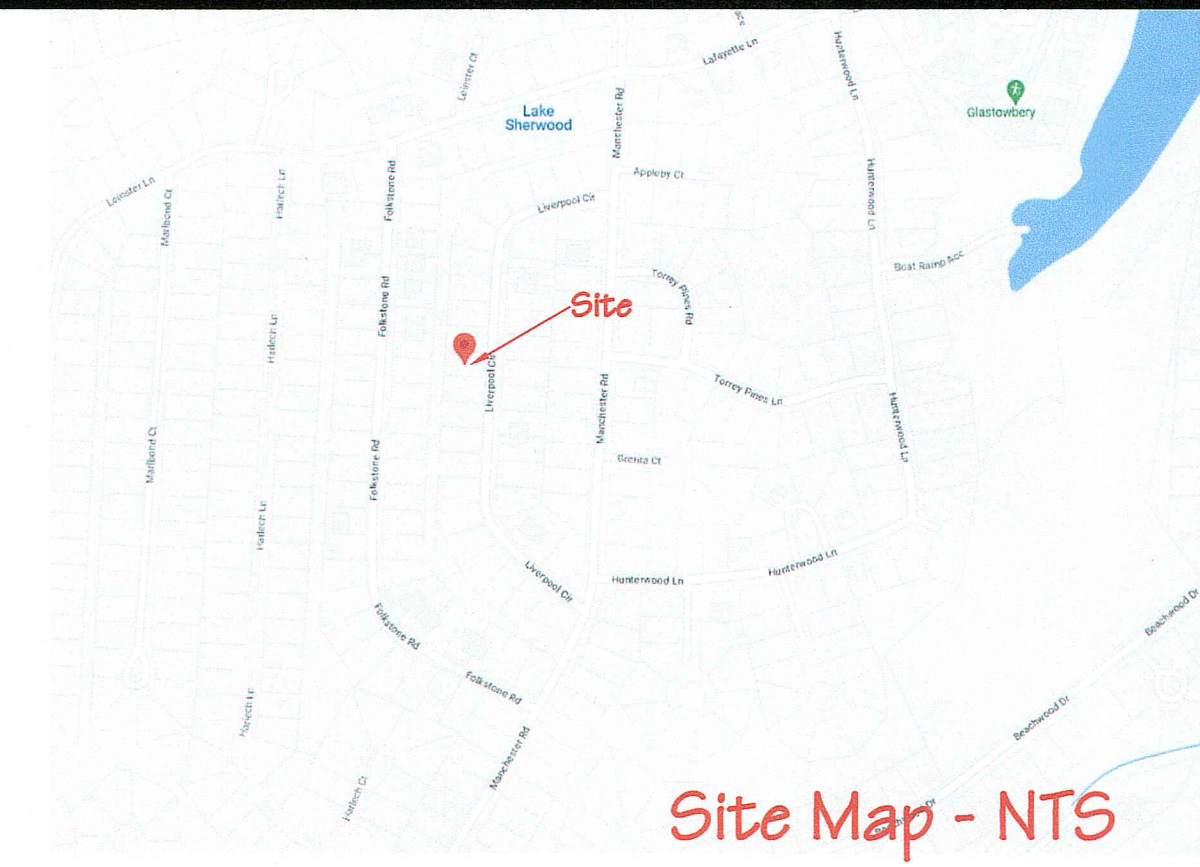 Leinster Ct
Lafayette Ln
Hunterwood Ln
Glastowbery
Lake
Sherwood
Manchester Rd
Appleby Ct
Leinster Ln
Marlbond Ct
Harlech Ln
Folkstone Rd
Liverpool Cir
Hunterwood Ln
Boat Ramp Acc
Torrey Pines Rd
Folkstone Rd
Harlech Ln
Site
Liverpool Cir
Manchester Rd
Torrey Pines Ln
Hunterwood Ln
Marlbond Ct
Folkstone Rd
Grenta Ct
Harlech Ln
Liverpool Cir
Hunterwood Ln
Hunterwood Ln
Folkstone Rd
Folkstone Rd
Beachwood Dr
Harlech Ln
Manchester Rd
Beachwood Dr
Harlech Ct
Site Map - NTS